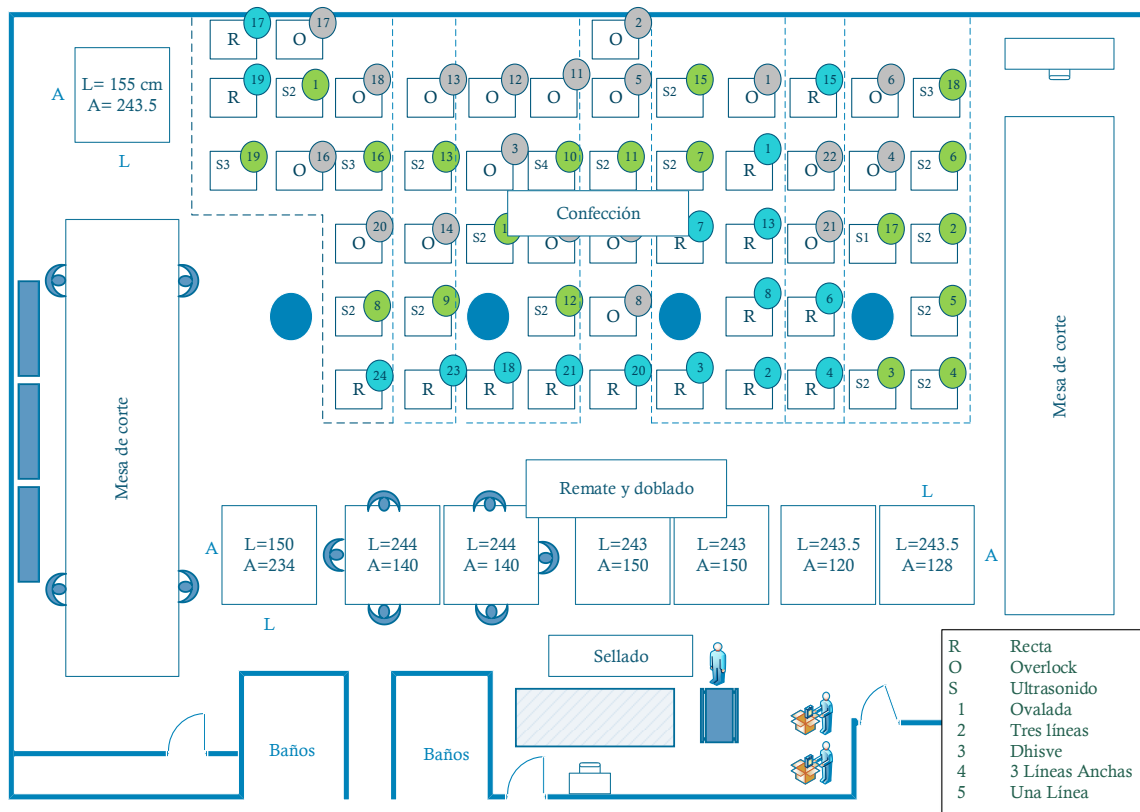 17
17
2
R
O
O
19
1
18
13
12
11
5
15
1
15
6
18
R
S2
O
O
O
O
O
S2
O
R
O
S3
L= 155 cm
A= 243.5
A
L
19
16
16
13
3
10
11
7
1
22
4
6
S3
O
S3
S2
O
S4
S2
S2
R
O
O
S2
Confección
20
14
7
13
21
17
2
O
O
S2
R
R
O
S1
S2
8
9
12
8
8
6
5
S2
S2
S2
O
R
R
S2
24
23
18
21
20
3
2
4
3
4
R
R
R
R
R
R
R
R
S2
S2
Mesa de corte
Mesa de corte
Remate y doblado
L
A
L=150
A=234
L
L=244
A=140
L=244
A= 140
L=243
A=150
L=243
A=150
L=243.5
A=120
L=243.5
A=128
A
Sellado
Baños
Baños
R Recta
O Overlock
S Ultrasonido
1 Ovalada
2 Tres líneas
3 Dhisve
4 3 Líneas Anchas
5 Una Línea